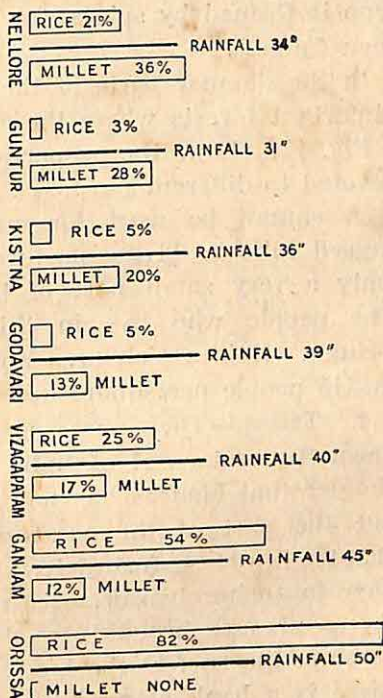 NELLORE
RICE 21%
RAINFALL 34"
MILLET 36%
GUNTUR
RICE 3%
RAINFALL 31"
MILLET 28%
KISTNA
RICE 5%
RAINFALL 36"
MILLET 20%
GODAVARI
RICE 5%
RAINFALL 39"
13% MILLET
VIZAGAPATAM
RICE 25%
RAINFALL 40"
17% MILLET
GANJAM
RICE 54%
RAINFALL 45"
12% MILLET
ORISSA
RICE 82%
RAINFALL 50"
MILLET NONE